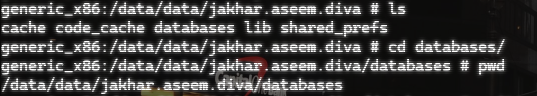 generic_x86:/data/data/jakhar.aseem.diva # ls
cache code_cache databases lib shared_prefs
generic_x86:/data/data/jakhar.aseem.diva # cd databases/
generic_x86:/data/data/jakhar.aseem.diva/databases # pwd
/data/data/jakhar.aseem.diva/databases